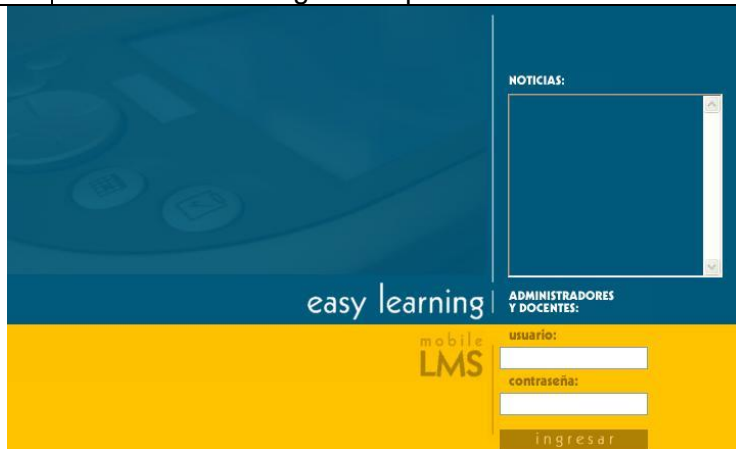 NOTICIAS:
easy learning
mobile
LMS
ADMINISTRADORES
Y DOCENTES:
usuario:
contraseña:
ingresar